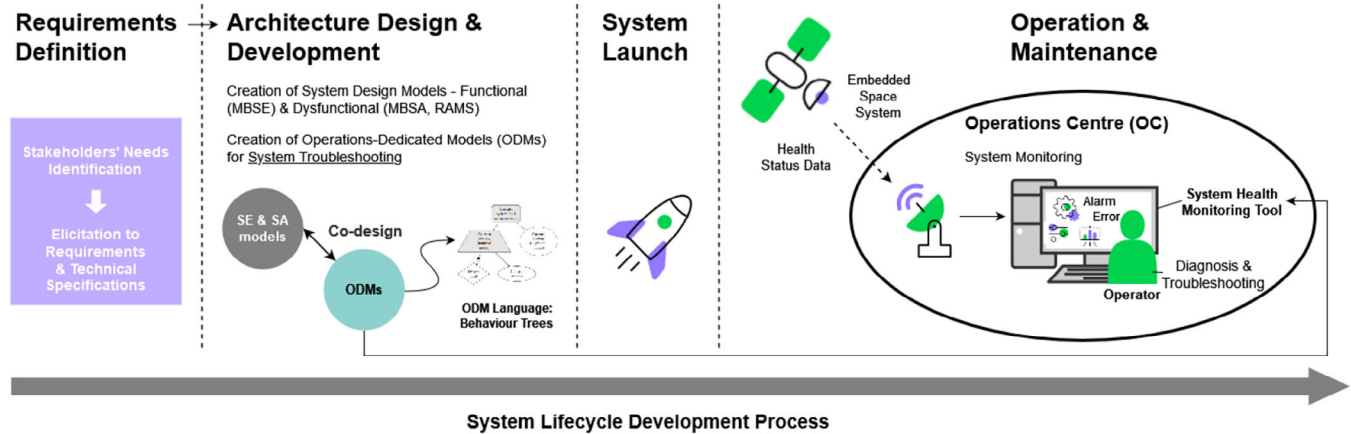 Requirements
Definition
Architecture Design &
Development
System
Launch
Operation &
Maintenance
Stakeholders' Needs
Identification
Elicitation to
Requirements
& Technical
Specifications
Creation of System Design Models - Functional
(MBSE) & Dysfunctional (MBSA, RAMS)
Creation of Operations-Dedicated Models (ODMs)
for System Troubleshooting
SE & SA
models
Co-design
ODMs
ODM Language:
Behaviour Trees
Embedded
Space
System
Health
Status Data
Operations Centre (OC)
System Monitoring
Alarm
Error
System Health
Monitoring Tool
Diagnosis &
Troubleshooting
Operator
System Lifecycle Development Process